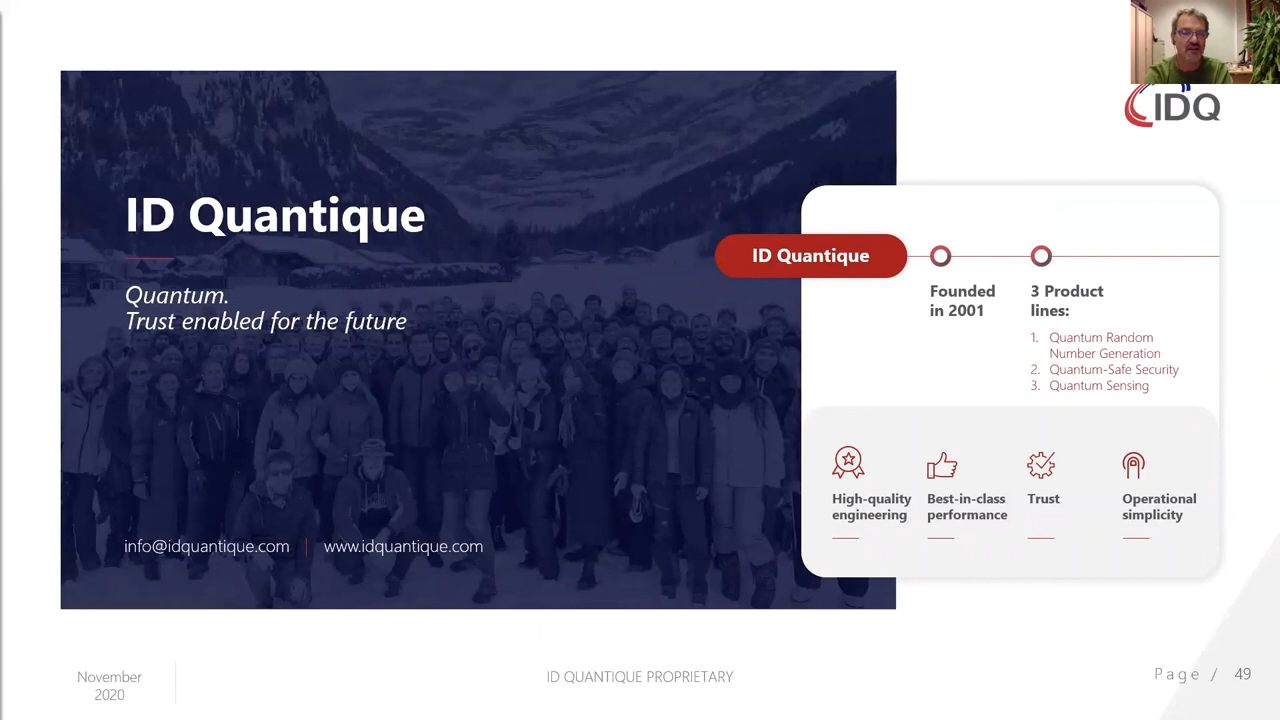 IDQ
ID Quantique
Quantum.
Trust enabled for the future
info@idquantique.com | www.idquantique.com
ID Quantique
Founded
in 2001
3 Product
lines:
1. Quantum Random
Number Generation
2. Quantum-Safe Security
3. Quantum Sensing
High-quality
engineering
Best-in-class
performance
Trust
Operational
simplicity
November
2020
ID QUANTIQUE PROPRIETARY
Page / 49